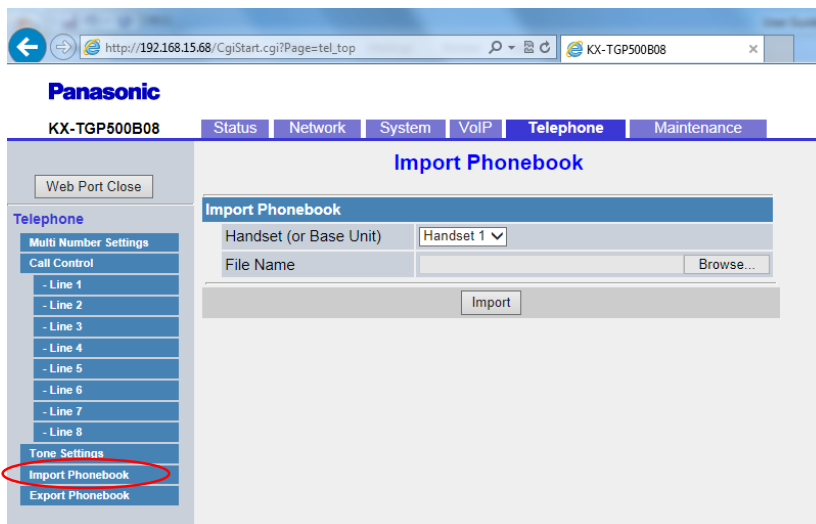 http://192.168.15.68/CgiStart.cgi?Page=tel_top
KX-TGP500B08
Panasonic
KX-TGP500B08
Status Network System VoIP Telephone Maintenance
Web Port Close
Telephone
Multi Number Settings
Call Control
- Line 1
- Line 2
- Line 3
- Line 4
- Line 5
- Line 6
- Line 7
- Line 8
Tone Settings
Import Phonebook
Export Phonebook
Import Phonebook
Import Phonebook
Handset (or Base Unit) Handset 1
File Name Browse...
Import